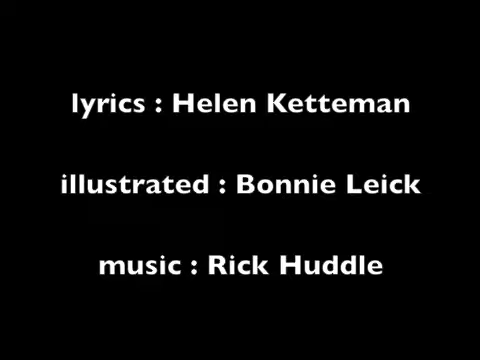 lyrics : Helen Ketteman
illustrated : Bonnie Leick
music : Rick Huddle